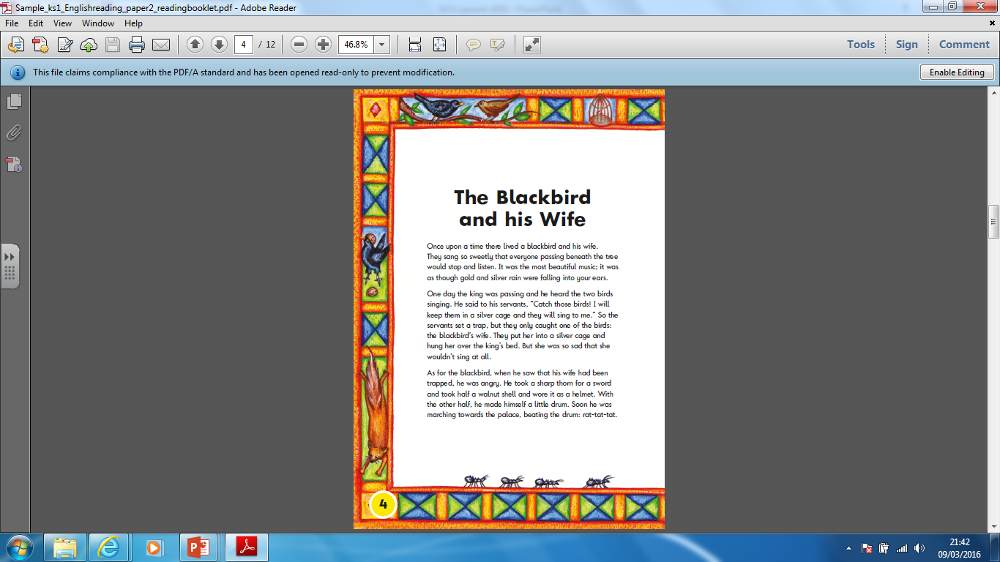 Sample_ks1_Englishreading_paper2_readingbooklet.pdf - Adobe Reader
File Edit View Window Help
4 / 12 46.8% Tools Sign Comment
This file claims compliance with the PDF/A standard and has been opened read-only to prevent modification. Enable Editing
The Blackbird
and his Wife
Once upon a time there lived a blackbird and his wife.
They sang so sweetly that everyone passing beneath the tree
would stop and listen. It was the most beautiful music; it was
as though gold and silver rain were falling into your ears.
One day the king was passing and he heard the two birds
singing. He said to his servants, “Catch those birds! I will
keep them in a silver cage and they will sing to me.” So the
servants set a trap, but they only caught one of the birds:
the blackbird’s wife. They put her into a silver cage and
hung her over the king’s bed. But she was so sad that she
wouldn’t sing at all.
As for the blackbird, when he saw that his wife had been
trapped, he was angry. He took a sharp thorn for a sword
and took half a walnut shell and wore it as a helmet. With
the other half, he made himself a little drum. Soon he was
marching towards the palace, beating the drum: rat-tat-tat.
4
21:42
09/03/2016